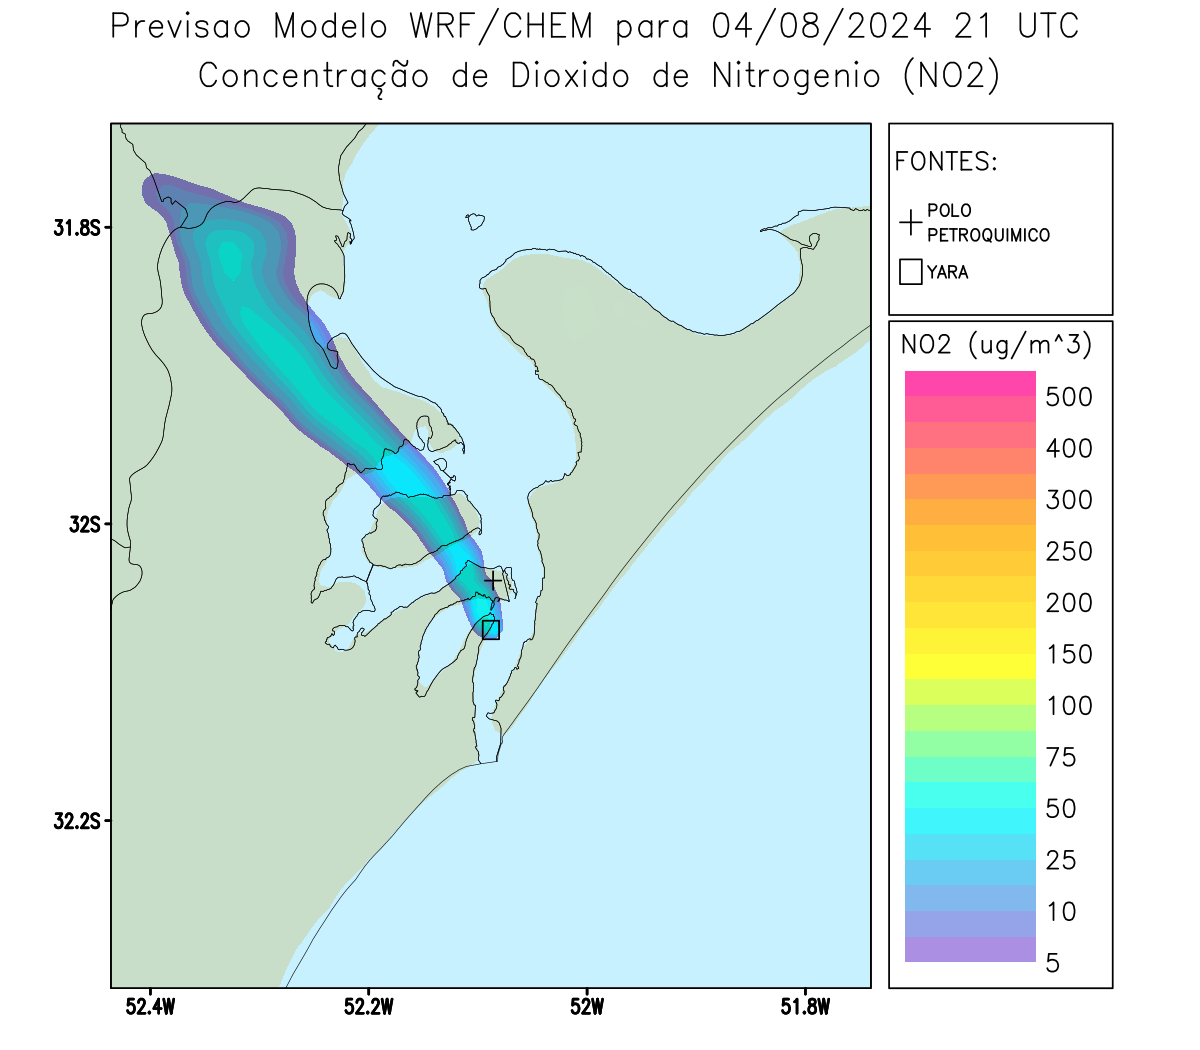 Previsao Modelo WRF/CHEM para 04/08/2024 21 UTC
Concentração de Dioxido de Nitrogenio (NO2)
FONTES:
POLO
PETROQUIMICO
YARA
NO2 (ug/m^3)
500
400
300
250
200
150
100
75
50
25
10
5
31.8S
32S
32.2S
52.4W
52.2W
52W
51.8W